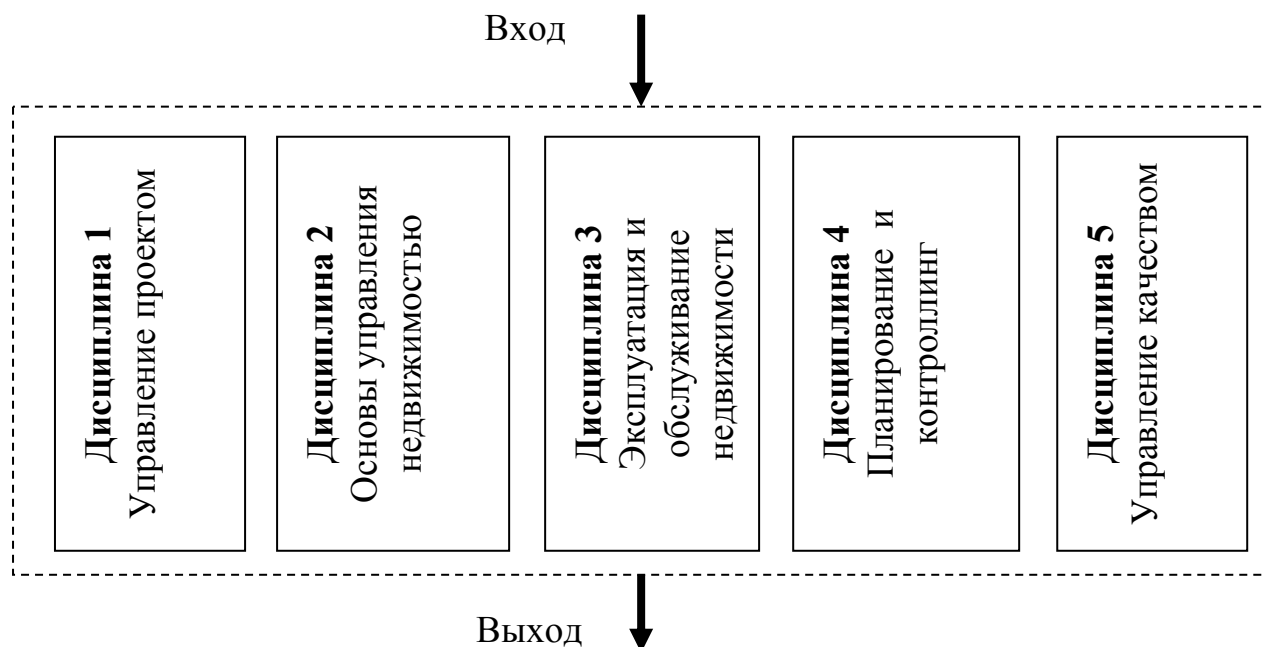 Вход
Дисциплина 1
Управление проектом
Дисциплина 2
Основы управления
недвижимостью
Дисциплина 3
Эксплуатация и
обслуживание
недвижимости
Дисциплина 4
Планирование и
контроллинг
Дисциплина 5
Управление качеством
Выход